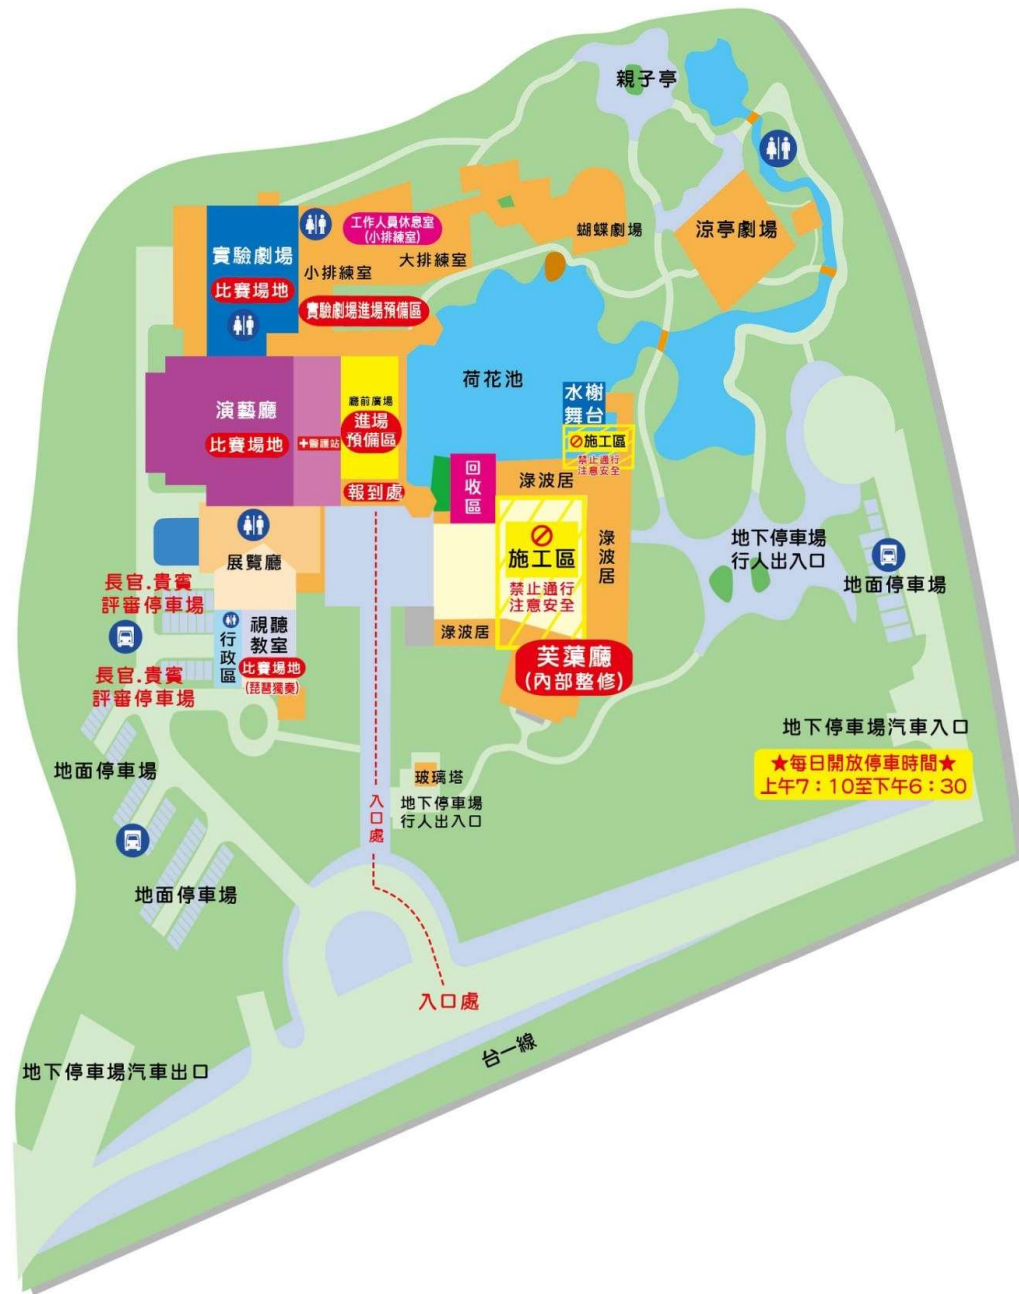 親子亭
涼亭劇場
蝴蝶劇場
工作人員休息室
(小排練室)
大排練室
小排練室
實驗劇場
比賽場地
實驗劇場進場預備區
荷花池
水榭
舞台
施工區
禁止通行
注意安全
演藝廳
比賽場地
醫護站
廳前廣場
進場
預備區
報到處
回收區
淥波居
淥波居
施工區
禁止通行
注意安全
淥波居
芙蕖廳
(內部整修)
地下停車場
行人出入口
地面停車場
展覽廳
長官.貴賓
評審停車場
行政區
視聽
教室
比賽場地
(琵琶獨奏)
長官.貴賓
評審停車場
地面停車場
地下停車場汽車入口
★每日開放停車時間★
上午7：10至下午6：30
玻璃塔
地下停車場
行人出入口
入口處
地面停車場
入口處
台一線
地下停車場汽車出口